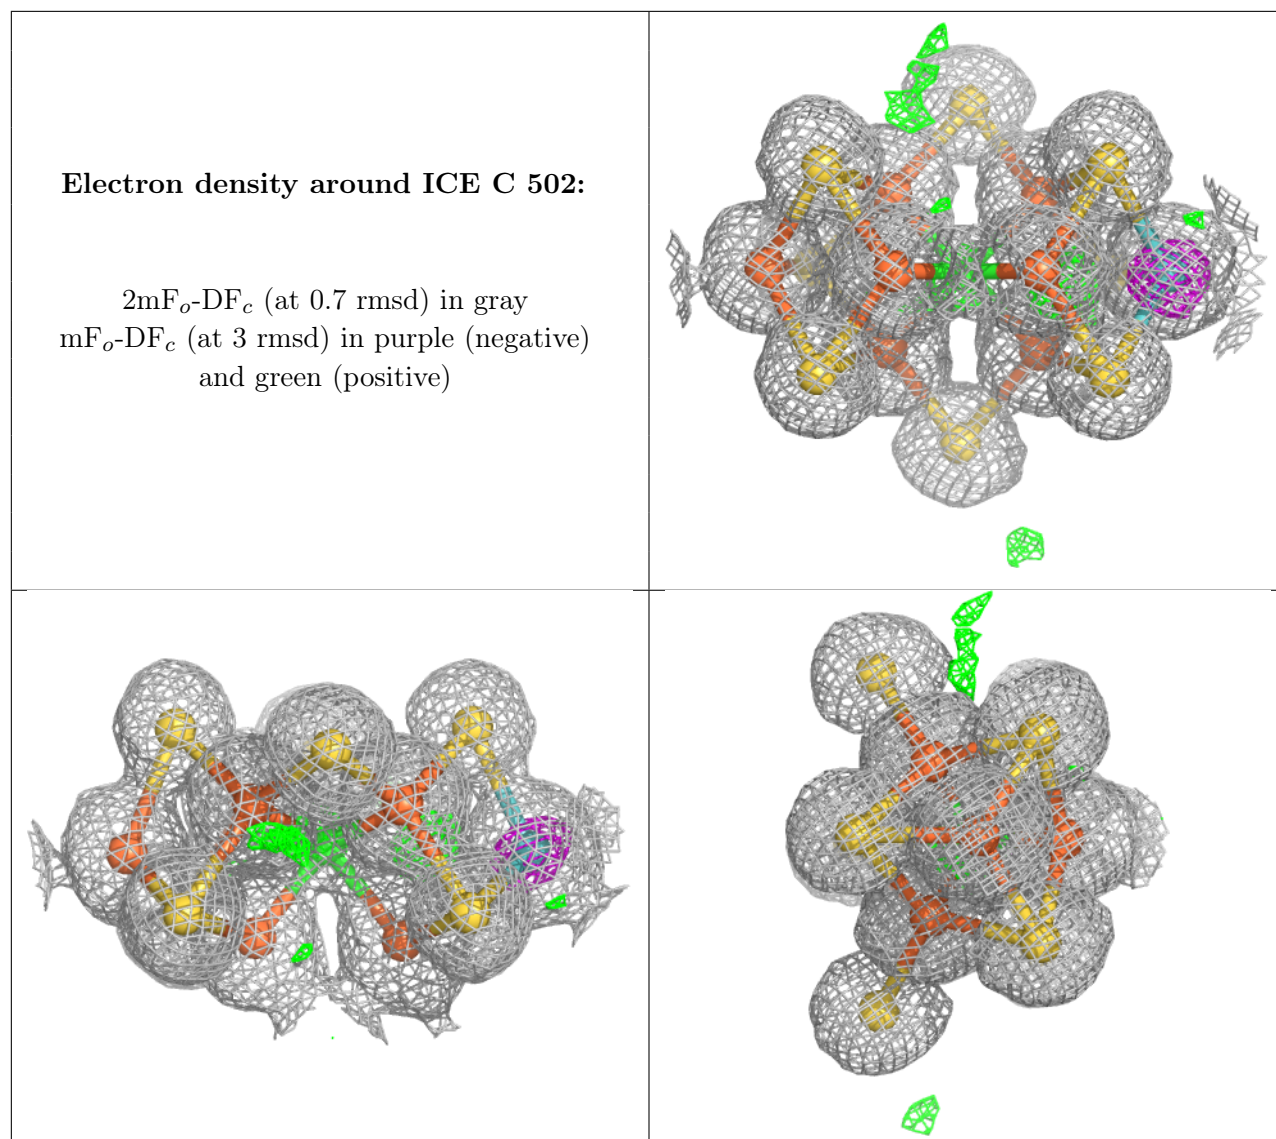 Electron density around ICE C 502:
2mFo-DFc (at 0.7 rmsd) in gray
mFo-DFc (at 3 rmsd) in purple (negative)
and green (positive)